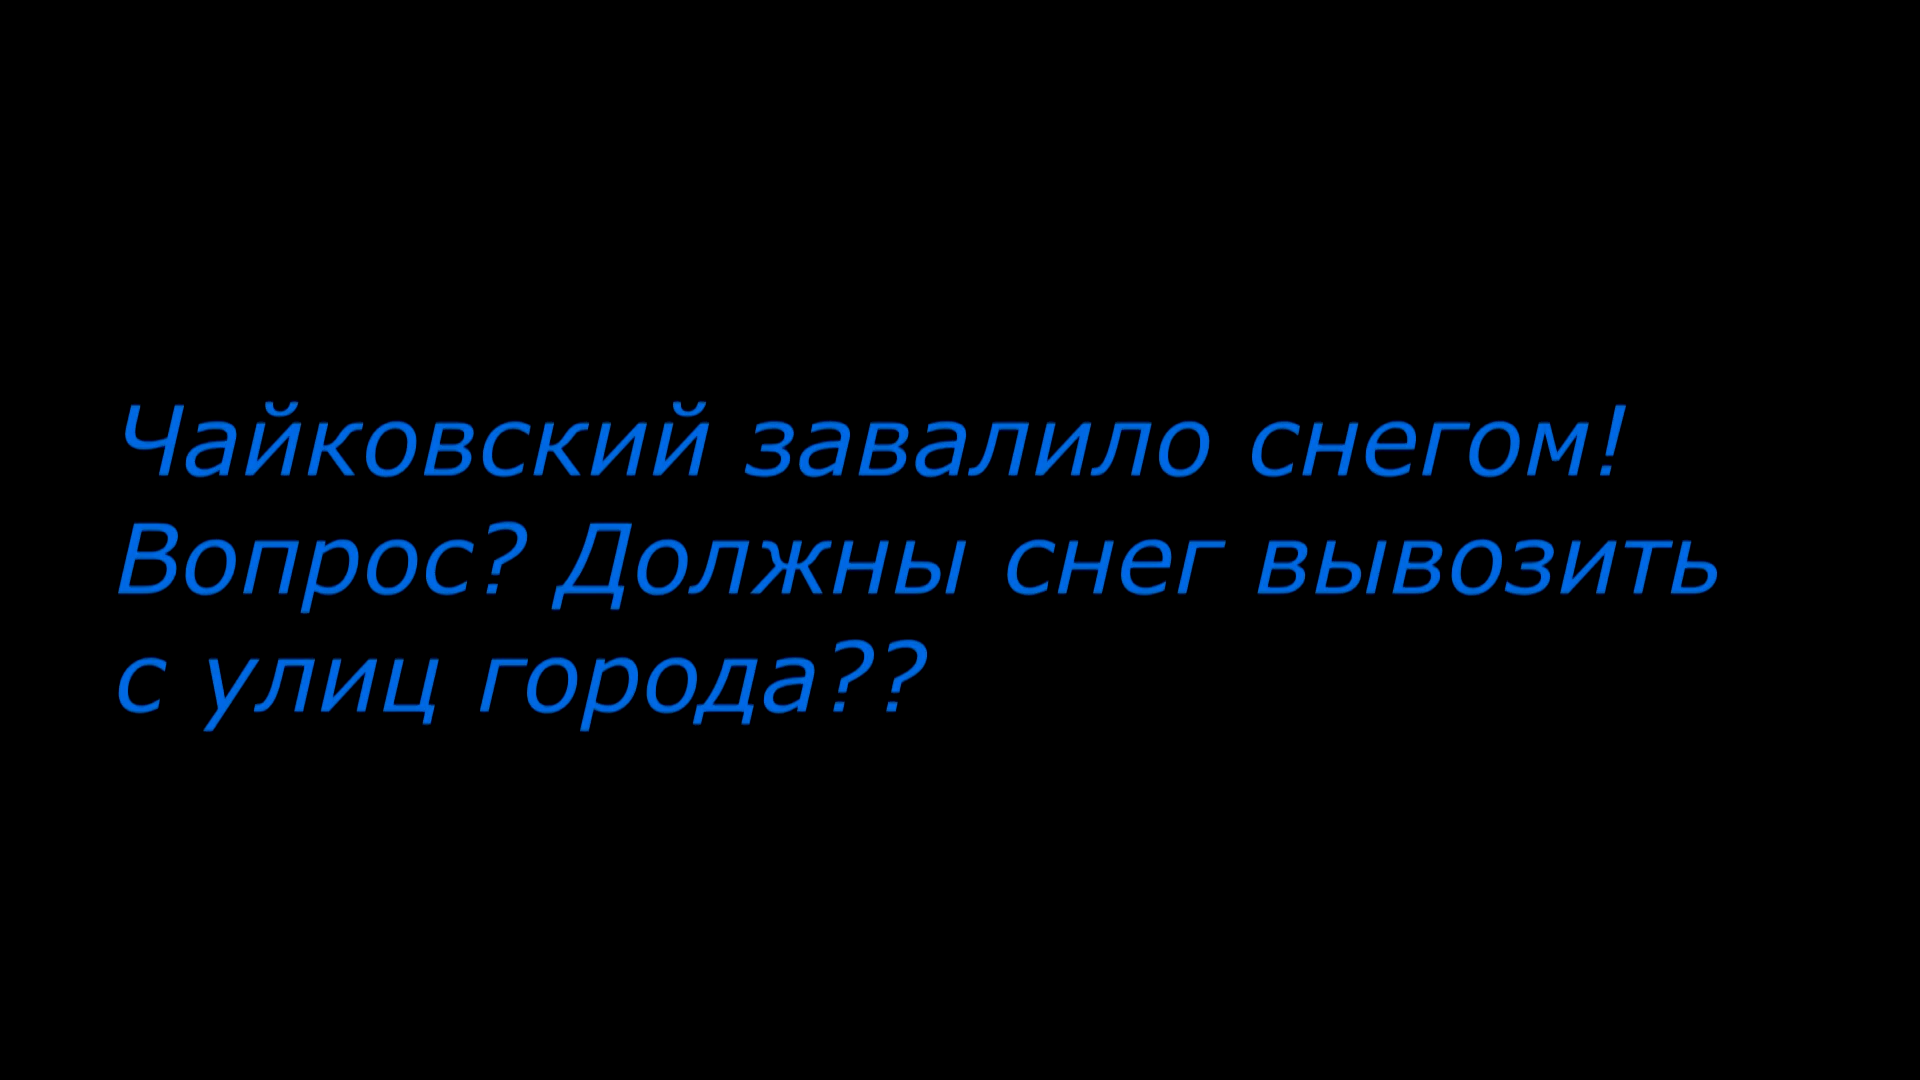 Чайковский завалило снегом!
Вопрос? Должны снег вывозить
с улиц города??